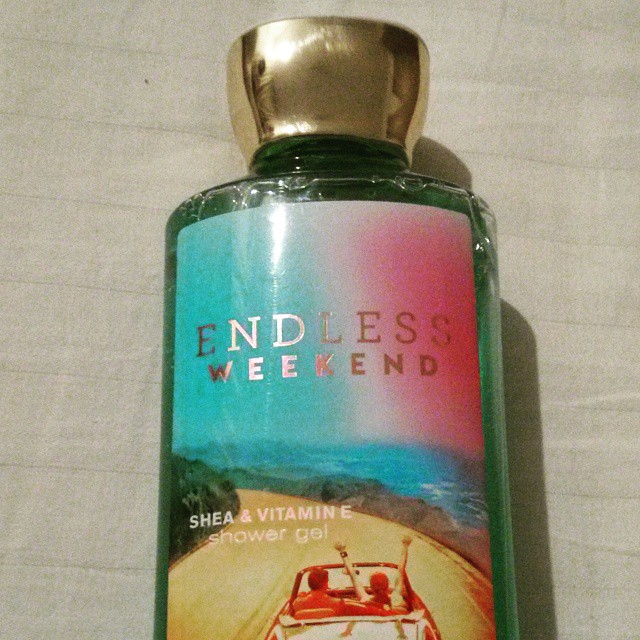 ENDLESS
WEEKEND
SHEA & VITAMIN E
shower gel